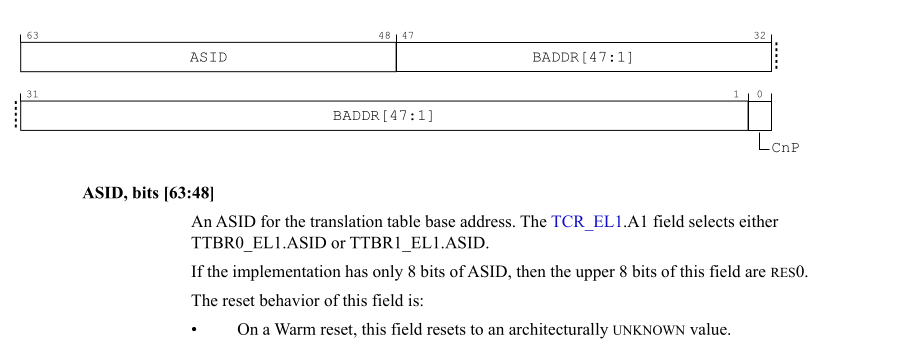 63 48 47 32
ASID BADDR[47:1]
31 1 0
BADDR[47:1]
CnP
ASID, bits [63:48]
An ASID for the translation table base address. The TCR_EL1.A1 field selects either
TTBR0_EL1.ASID or TTBR1_EL1.ASID.
If the implementation has only 8 bits of ASID, then the upper 8 bits of this field are RES0.
The reset behavior of this field is:
• On a Warm reset, this field resets to an architecturally UNKNOWN value.